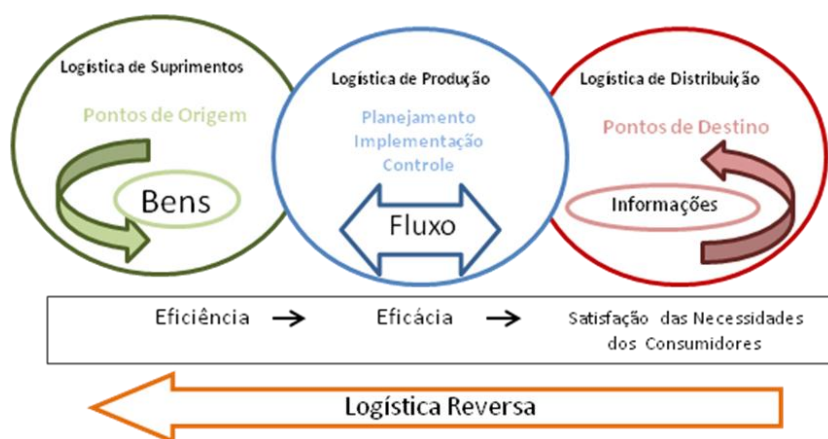 Logística de Suprimentos
Pontos de Origem
Bens
Logística de Produção
Planejamento
Implementação
Controle
Fluxo
Logística de Distribuição
Pontos de Destino
Informações
Eficiência → Eficácia → Satisfação das Necessidades
dos Consumidores
Logística Reversa